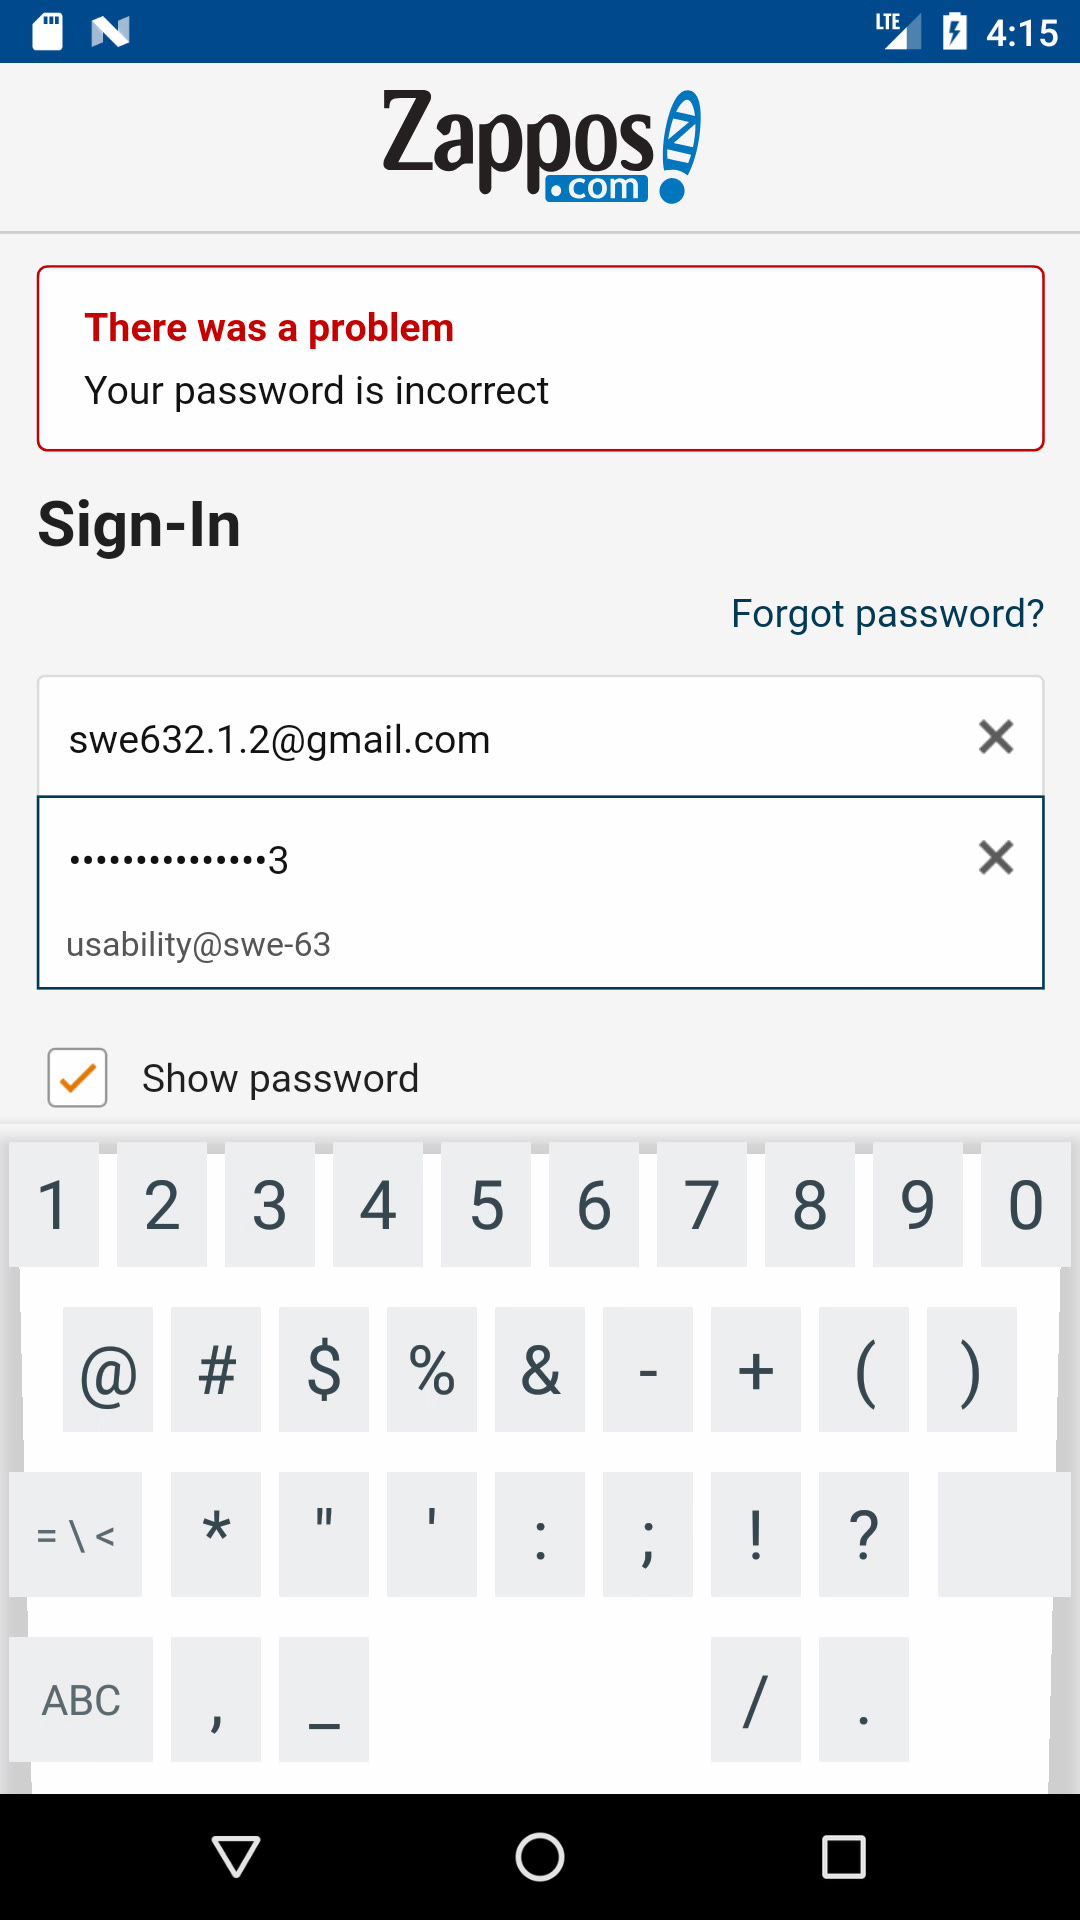 LTE 4:15
Zappos
.com
There was a problem
Your password is incorrect
Sign-In
Forgot password?
swe632.1.2@gmail.com
•••••••••••••••3
usability@swe-63
Show password
1 2 3 4 5 6 7 8 9 0
@ # $ % & - + ( )
= \ < * " ' : ; ! ?
ABC , _ / .